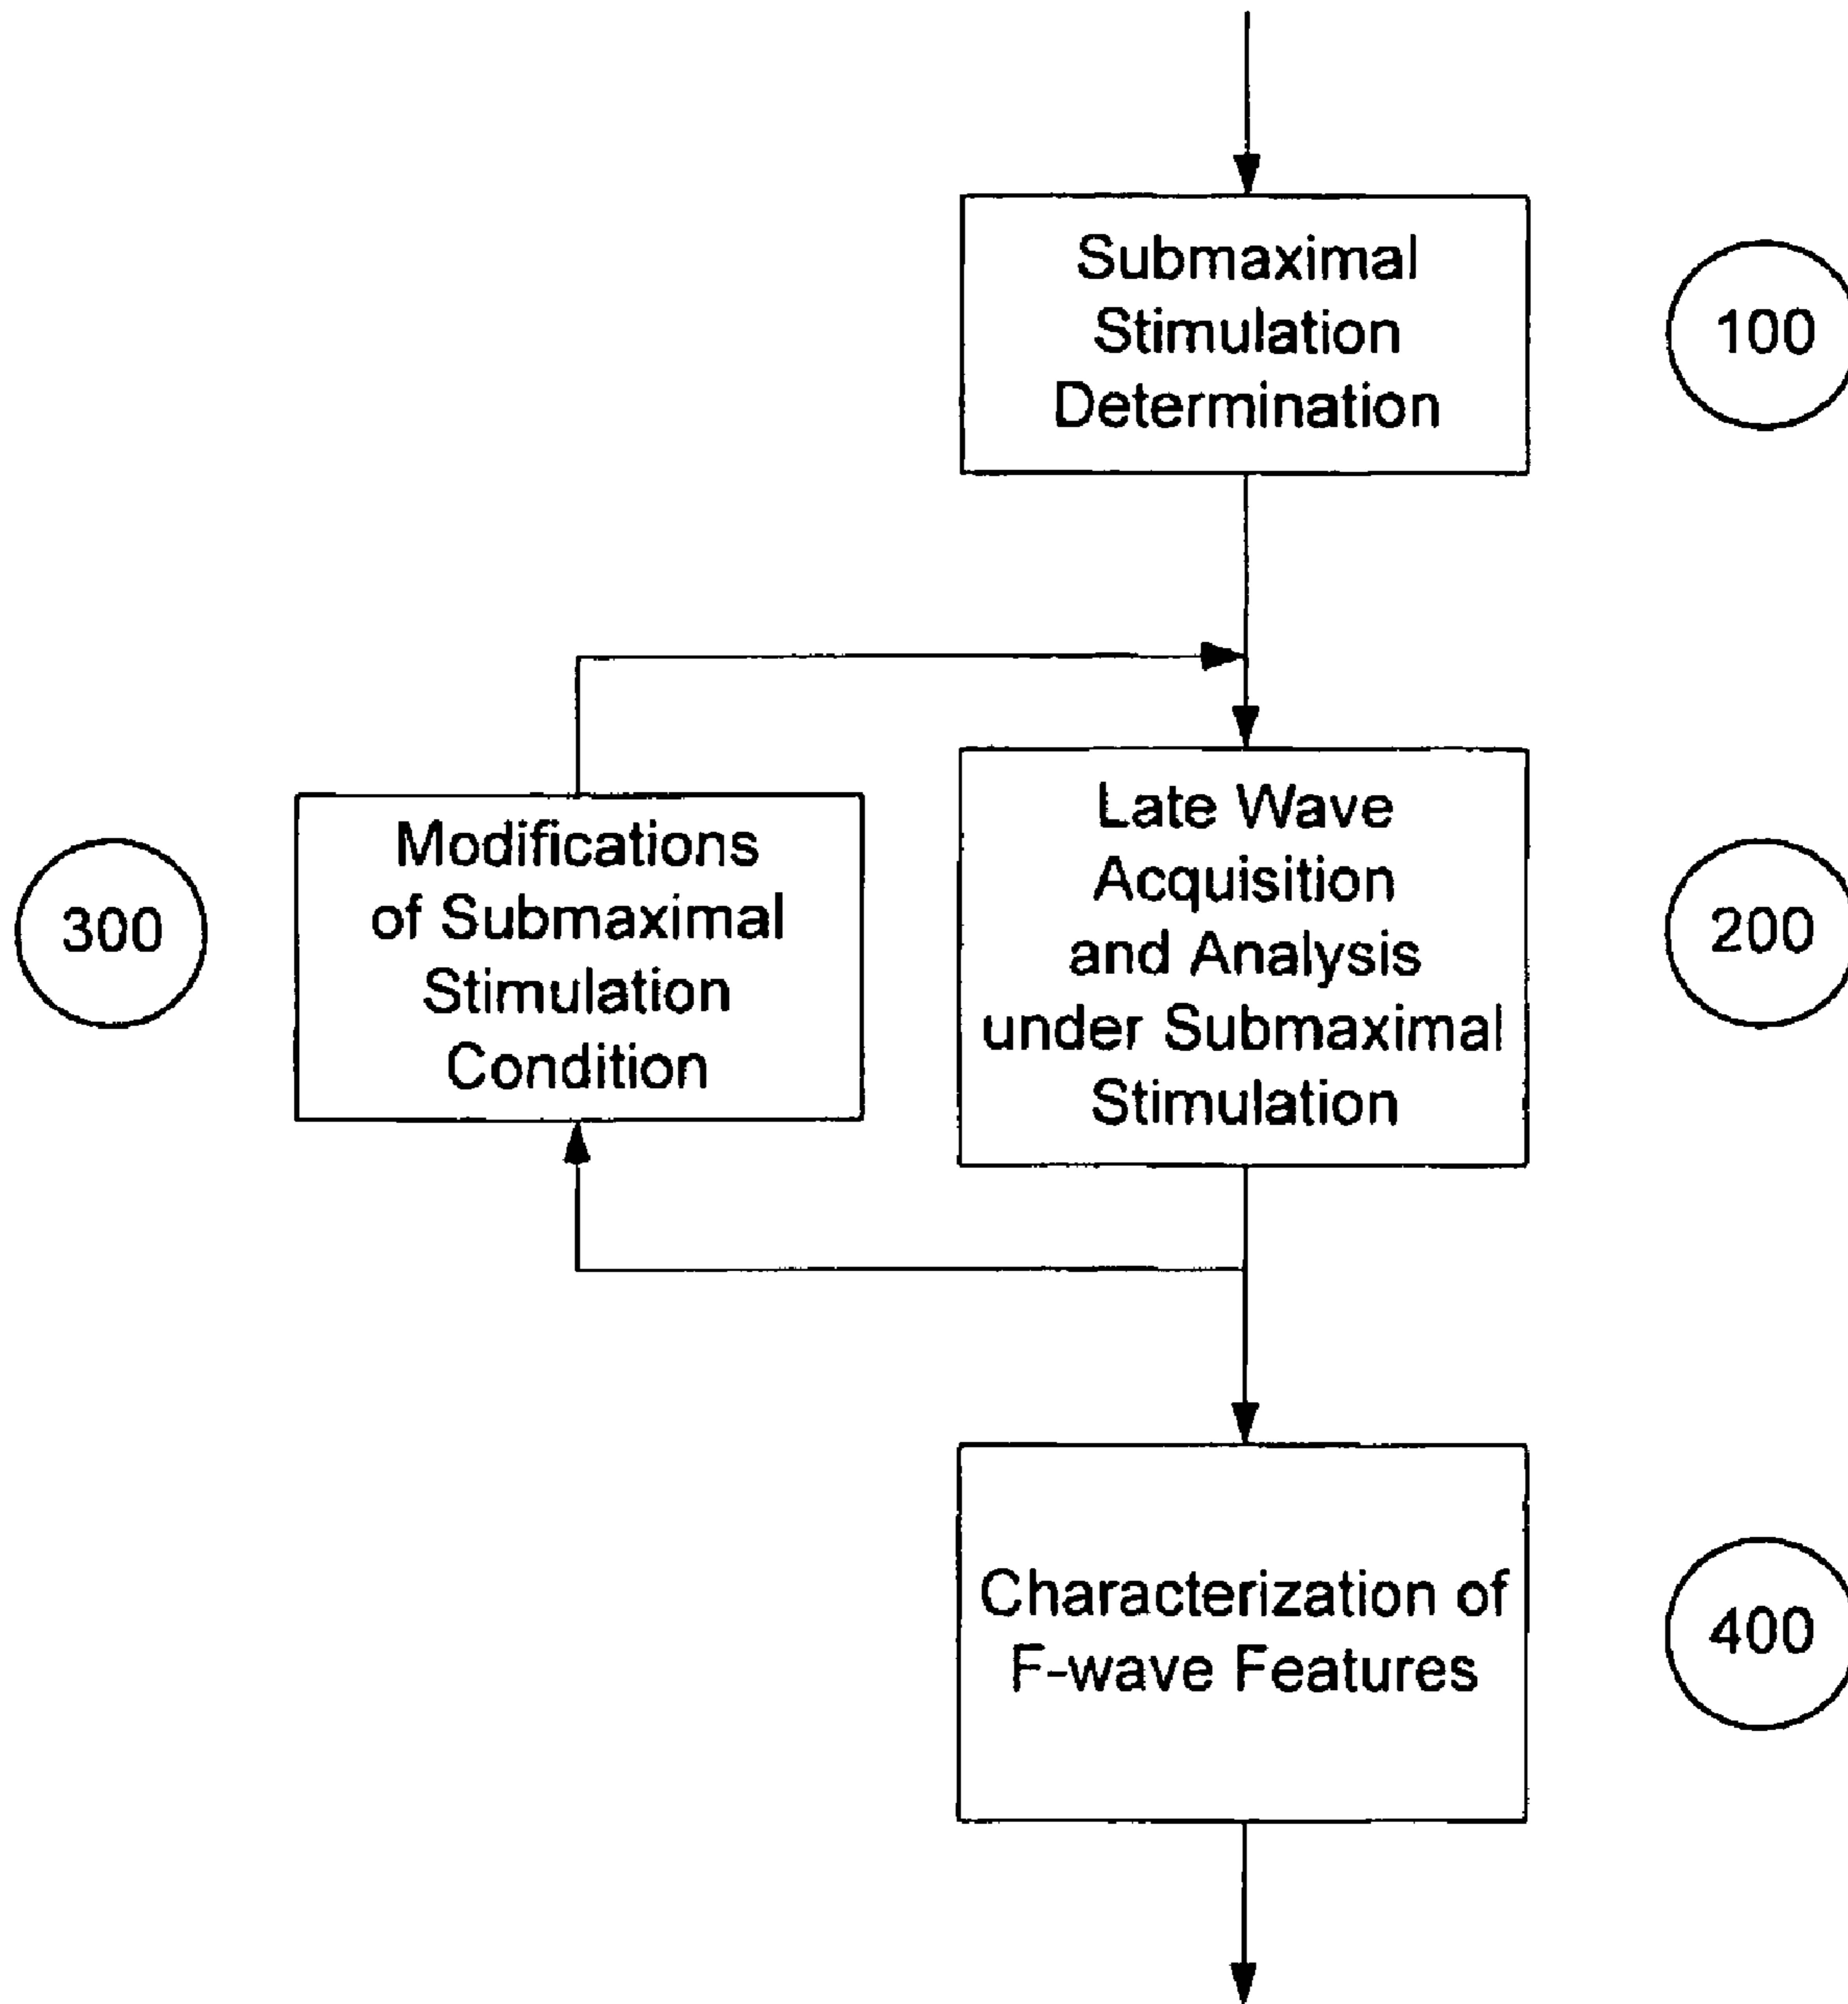 Submaximal
Stimulation
Determination
100
Modifications
of Submaximal
Stimulation
Condition
300
Late Wave
Acquisition
and Analysis
under Submaximal
Stimulation
200
Characterization of
F-wave Features
400